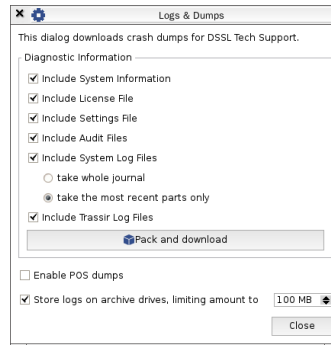 Logs & Dumps
This dialog downloads crash dumps for DSSL Tech Support.
Diagnostic Information
Include System Information
Include License File
Include Settings File
Include Audit Files
Include System Log Files
take whole journal
take the most recent parts only
Include Trassir Log Files
Pack and download
Enable POS dumps
Store logs on archive drives, limiting amount to 100 MB
Close